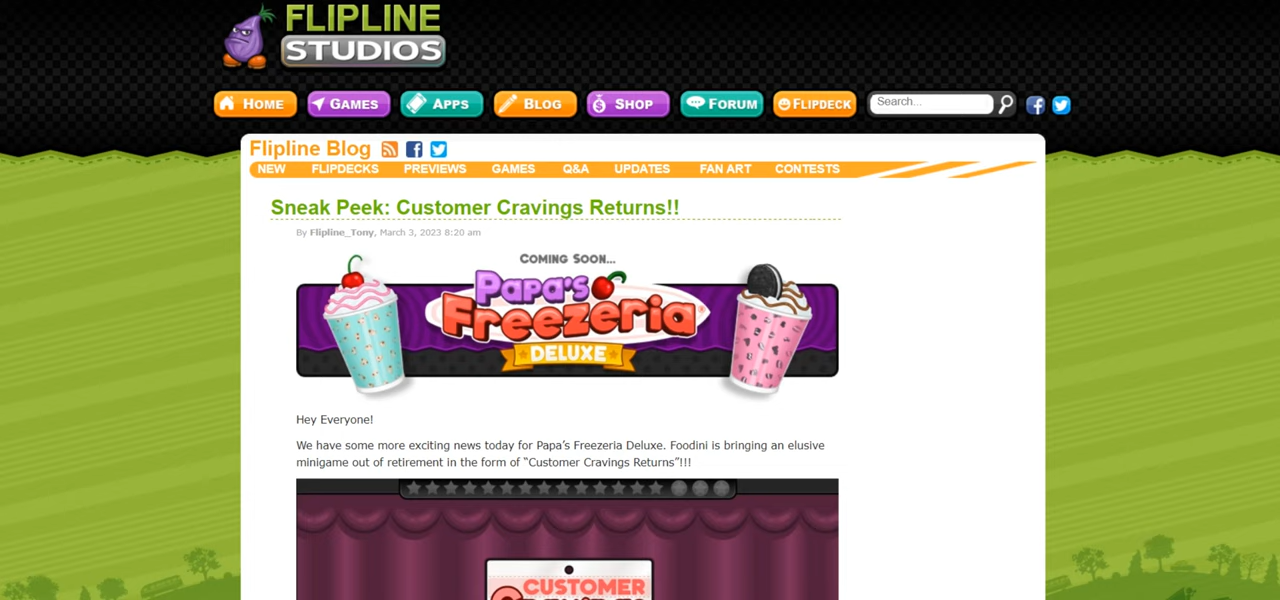 FLIPLINE
STUDIOS
HOME GAMES APPS BLOG SHOP FORUM FLIPDECK Search...
Flipline Blog
NEW FLIPDECKS PREVIEWS GAMES Q&A UPDATES FAN ART CONTESTS
Sneak Peek: Customer Cravings Returns!!
By Flipline_Tony, March 3, 2023 8:20 am
COMING SOON...
PAPA'S
Freezeria
DELUXE
Hey Everyone!
We have some more exciting news today for Papa's Freezeria Deluxe. Foodini is bringing an elusive
minigame out of retirement in the form of “Customer Cravings Returns”!!!
CUSTOMER